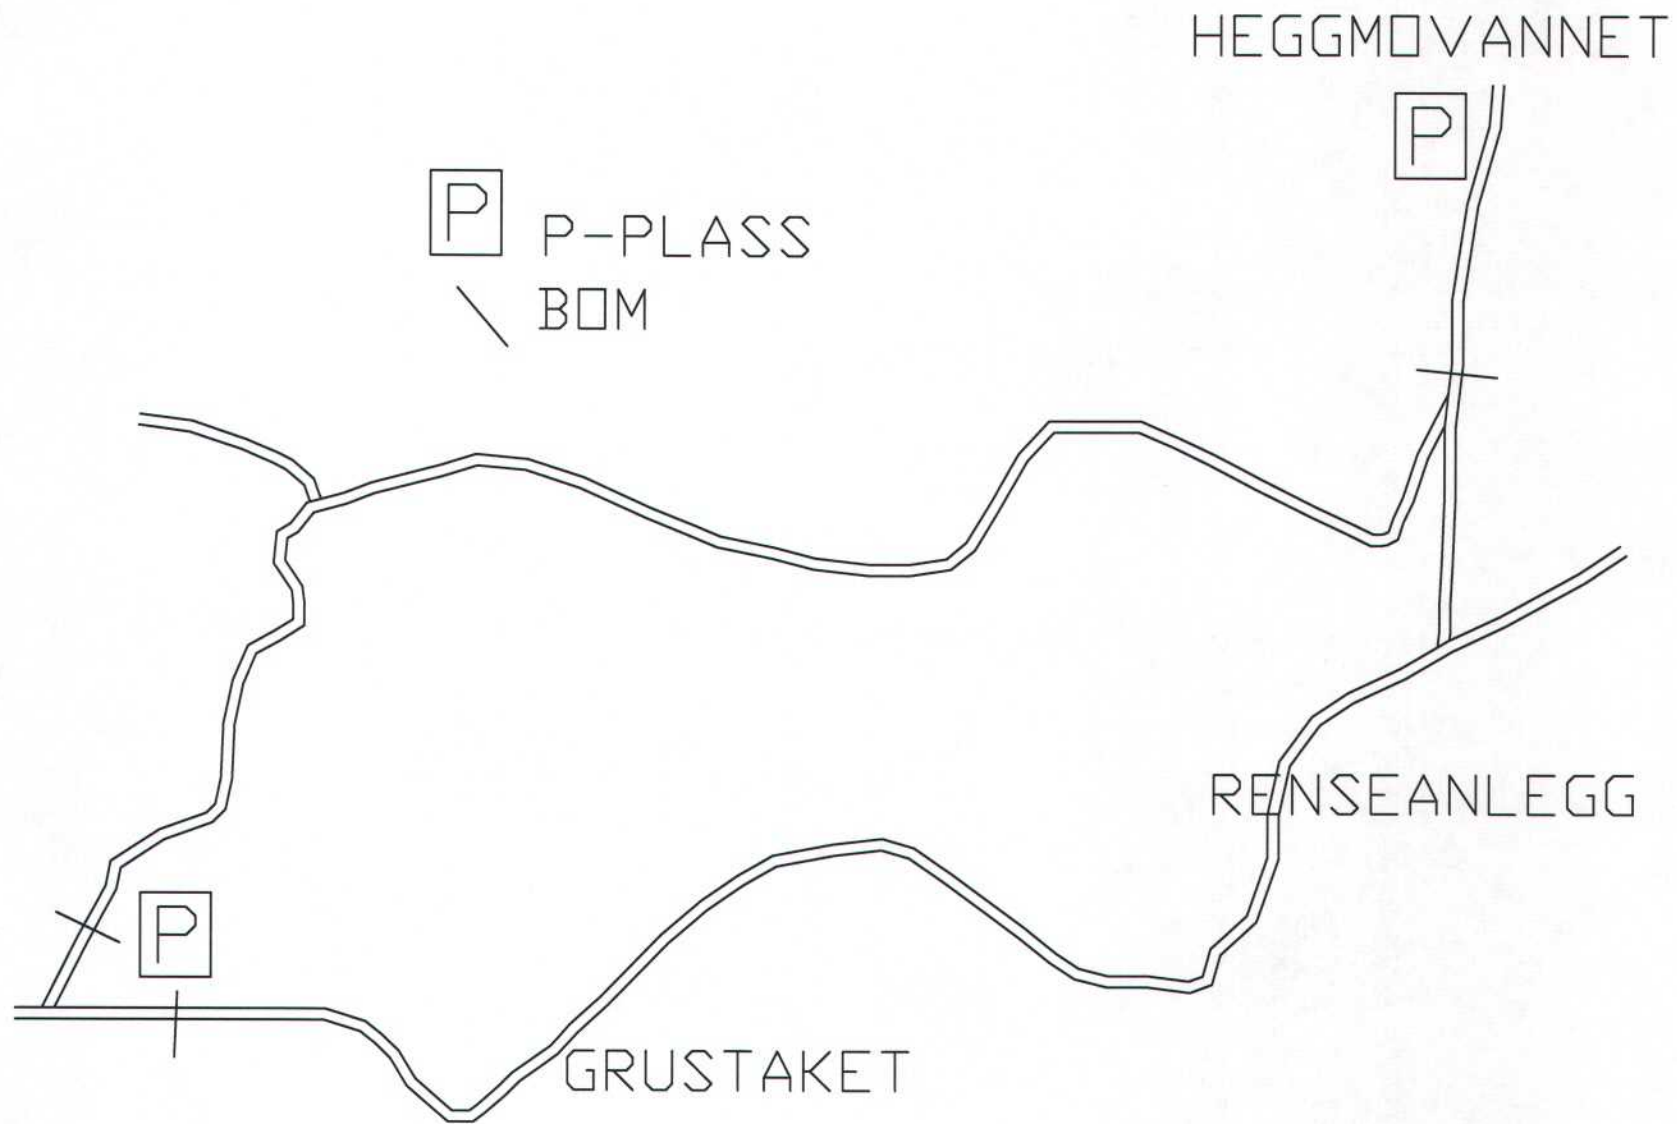 HEGGMOVANNET
P
P P-PLASS
BOM
RENSEANLEGG
P
GRUSTAKET